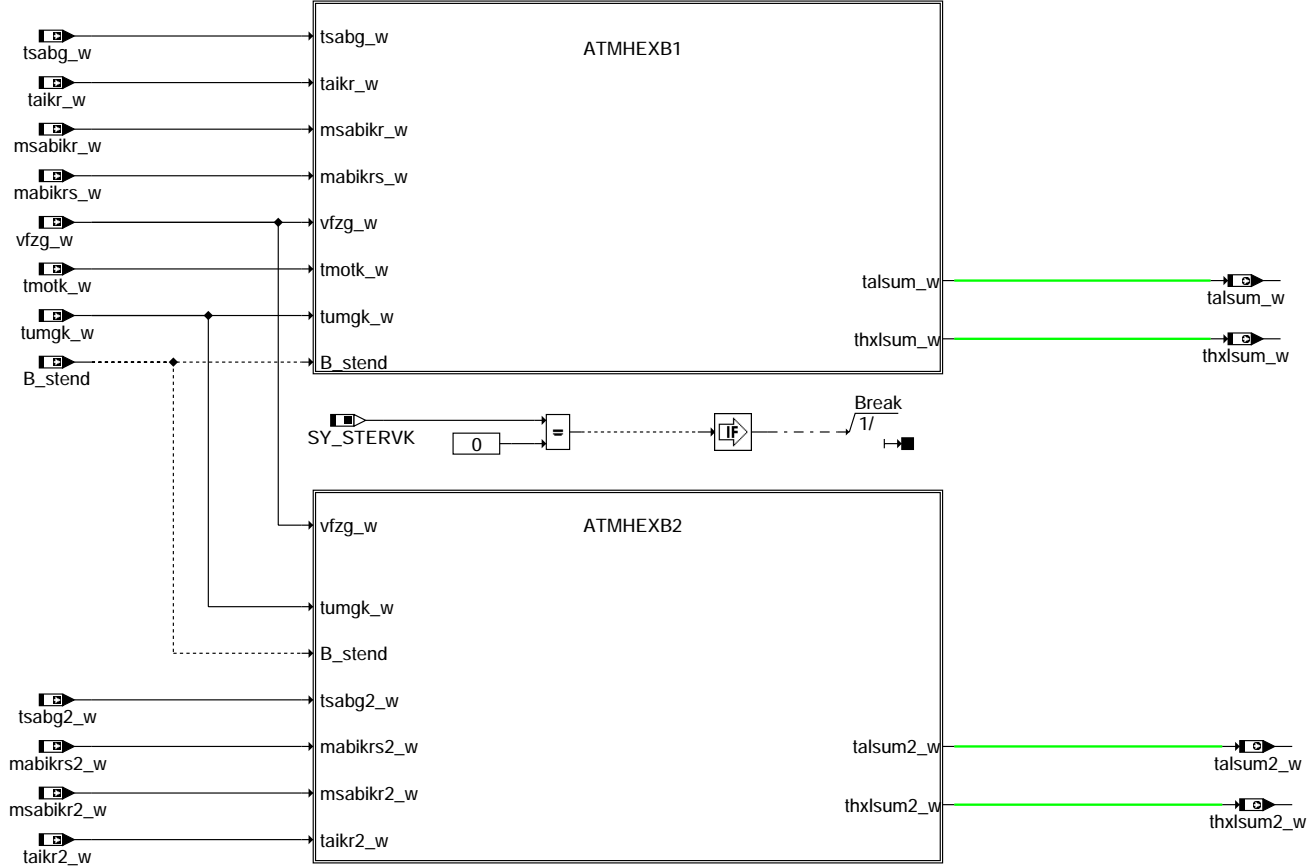 tsabg_w
tsabg_w
ATMHEXB1
taikr_w
taikr_w
msabikr_w
msabikr_w
mabikrs_w
mabikrs_w
vfzg_w
vfzg_w
tmotk_w
tmotk_w
talsum_w
talsum_w
tumgk_w
tumgk_w
thxlsum_w
thxlsum_w
B_stend
B_stend
Break
1/
SY_STERVK
0
=
IF
vfzg_w
ATMHEXB2
tumgk_w
B_stend
tsabg2_w
tsabg2_w
mabikrs2_w
mabikrs2_w
talsum2_w
talsum2_w
msabikr2_w
msabikr2_w
thxlsum2_w
thxlsum2_w
taikr2_w
taikr2_w